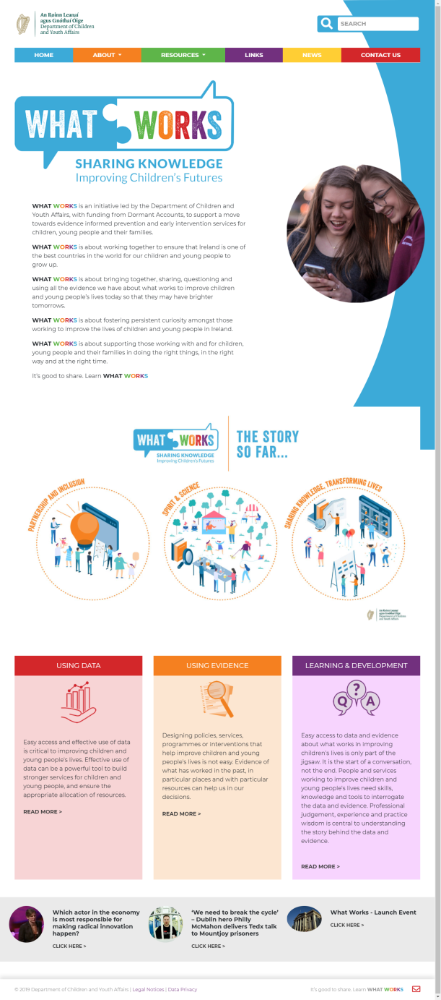 An Roinn Leanaí
agus Gnóthaí Óige
Department of Children
and Youth Affairs
SEARCH
HOME
ABOUT
RESOURCES
LINKS
NEWS
CONTACT US
WHAT WORKS
SHARING KNOWLEDGE
Improving Children's Futures
WHAT WORKS is an initiative led by the Department of Children and
Youth Affairs, with funding from Dormant Accounts, to support a move
towards evidence informed prevention and early intervention services for
children, young people and their families.
WHAT WORKS is about working together to ensure that Ireland is one of
the best countries in the world for our children and young people to
grow up.
WHAT WORKS is about bringing together, sharing, questioning and
using all the evidence we have about what works to improve children
and young people's lives today so that they may have brighter
tomorrows.
WHAT WORKS is about fostering persistent curiosity amongst those
working to improve the lives of children and young people in Ireland.
WHAT WORKS is about supporting those working with and for children,
young people and their families in doing the right things, in the right
way and at the right time.
It's good to share. Learn WHAT WORKS
WHAT WORKS
SHARING KNOWLEDGE
Improving Children's Futures
THE STORY
SO FAR...
PARTNERSHIP AND INCLUSION
SPIRIT & SCIENCE
SHARING KNOWLEDGE, TRANSFORMING LIVES
An Roinn Leanaí
agus Gnóthaí Óige
Department of Children
and Youth Affairs
USING DATA
Easy access and effective use of data
is critical to improving children and
young people's lives. Effective use of
data can be a powerful tool to build
stronger services for children and
young people, and ensure the
appropriate allocation of resources.
READ MORE >
USING EVIDENCE
Designing policies, services,
programmes or interventions that
help improve children and young
people's lives is not easy. Evidence of
what has worked in the past, in
particular places and with particular
resources can help us in our
decisions.
READ MORE >
LEARNING & DEVELOPMENT
?
Q A
Easy access to data and evidence
about what works in improving
children's lives is only part of the
jigsaw. It is the start of a conversation,
not the end. People and services
working to improve children and
young people's lives need skills,
knowledge and tools to interrogate
the data and evidence. Professional
judgement, experience and practice
wisdom is central to understanding
the story behind the data and
evidence.
READ MORE >
Which actor in the economy
is most responsible for
making radical innovation
happen?
CLICK HERE >
'We need to break the cycle'
– Dublin hero Philly
McMahon delivers Tedx talk
to Mountjoy prisoners
CLICK HERE >
What Works - Launch Event
CLICK HERE >
© 2019 Department of Children and Youth Affairs | Legal Notices | Data Privacy
It's good to share. Learn WHAT WORKS